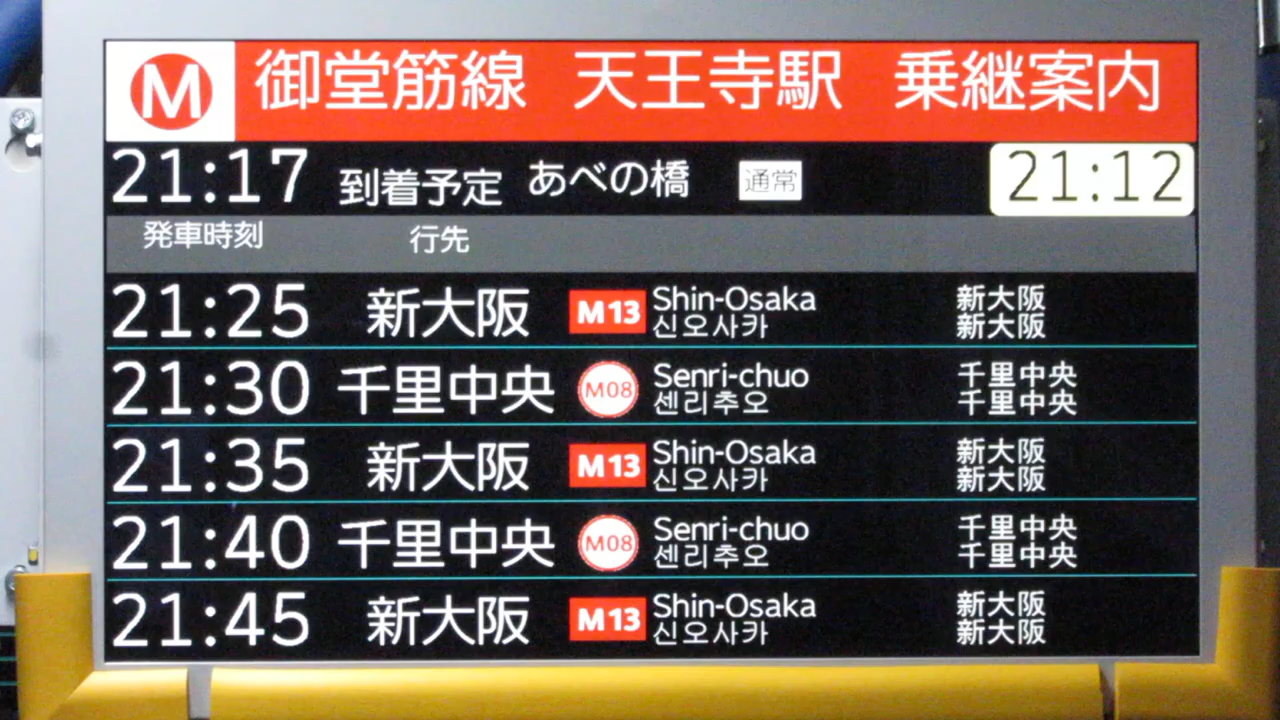 M 御堂筋線 天王寺駅 乗継案内
21:17 到着予定 あべの橋 通常 21:12
発車時刻 行先
21:25 新大阪 M13 Shin-Osaka 新大阪
신오사카 新大阪
21:30 千里中央 M08 Senri-chuo 千里中央
센리추오 千里中央
21:35 新大阪 M13 Shin-Osaka 新大阪
신오사카 新大阪
21:40 千里中央 M08 Senri-chuo 千里中央
센리추오 千里中央
21:45 新大阪 M13 Shin-Osaka 新大阪
신오사카 新大阪